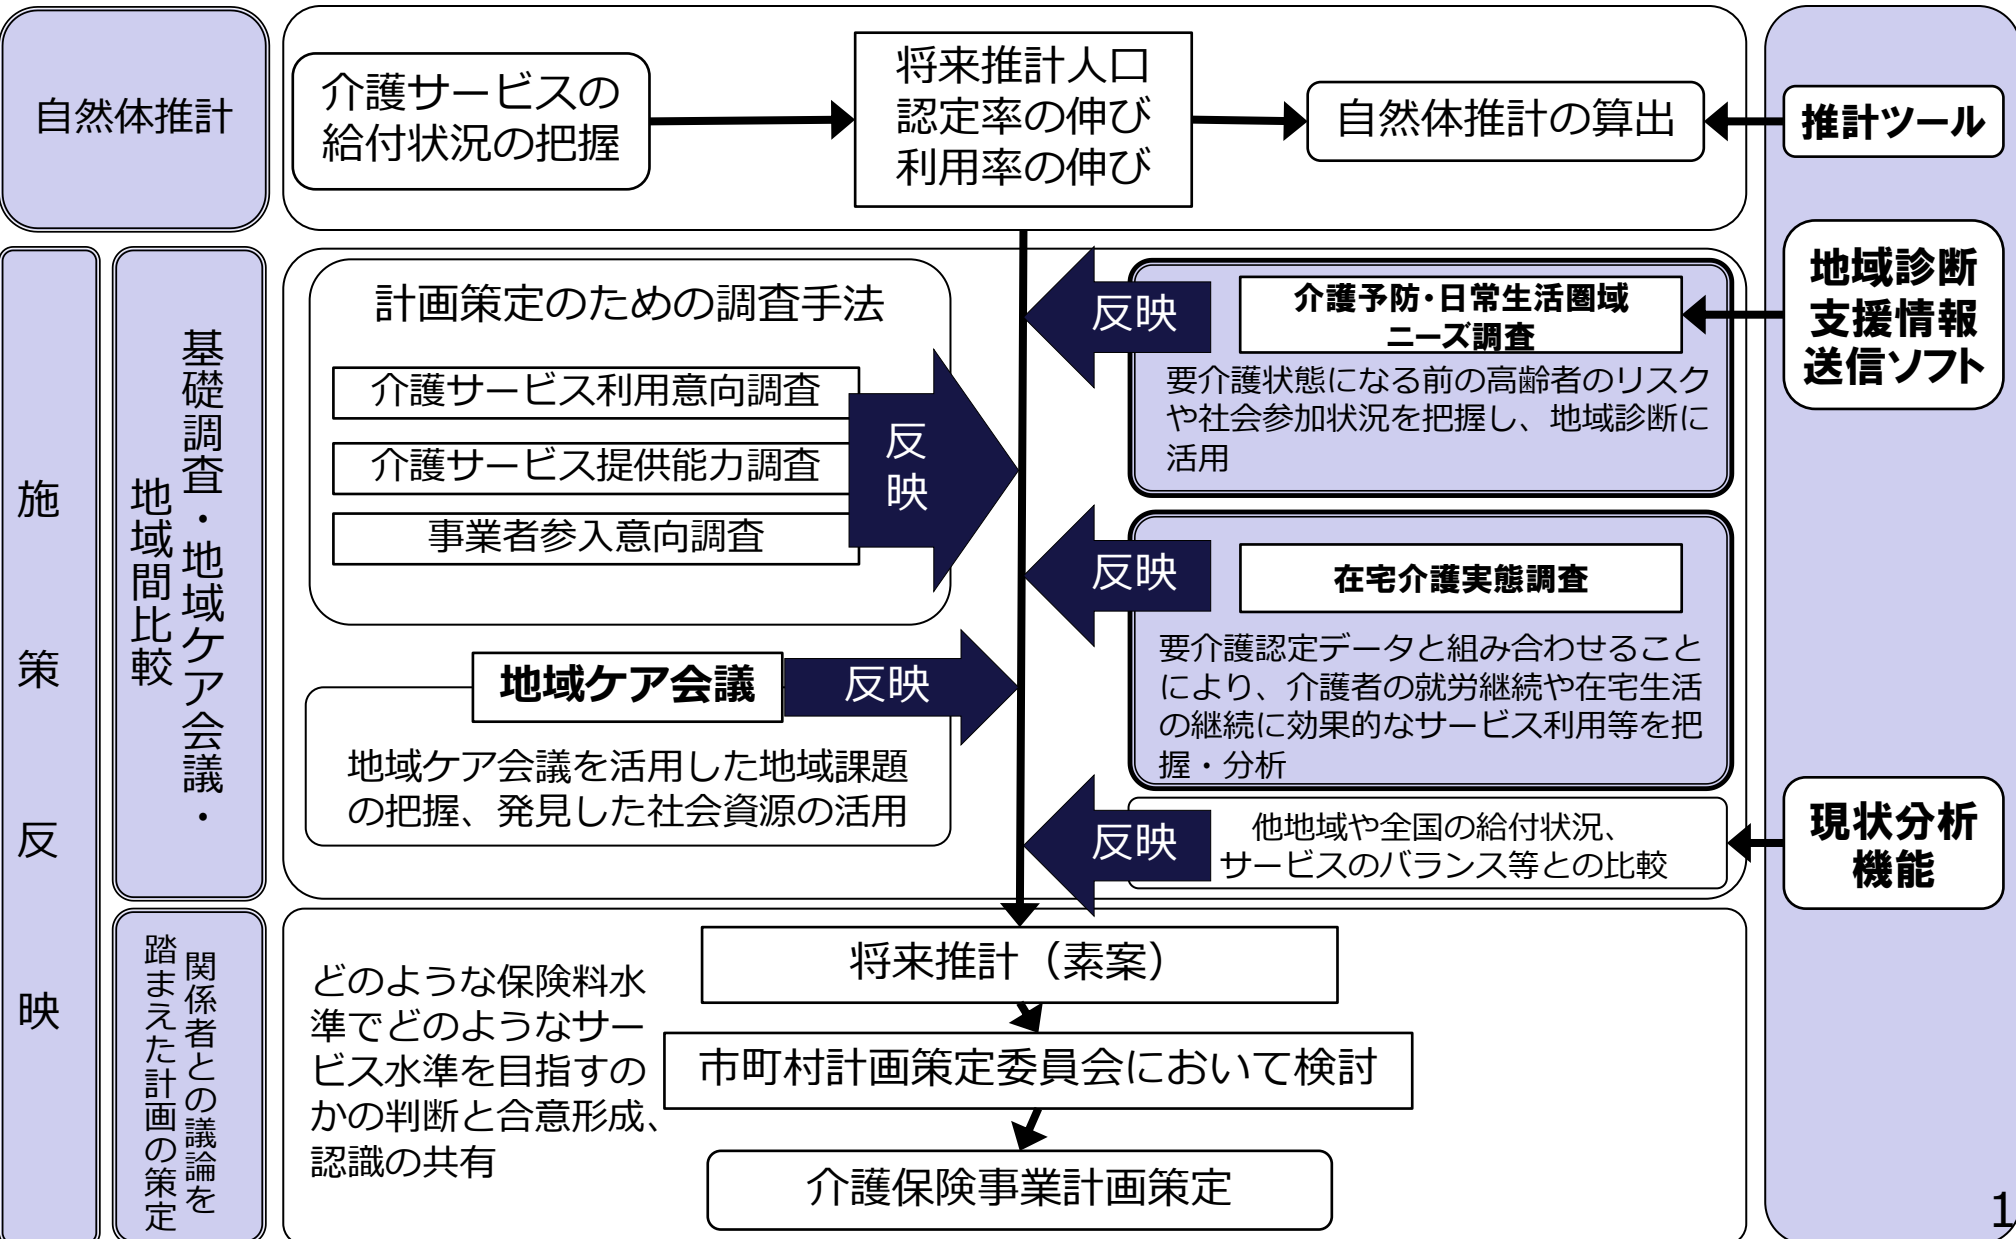 自然体推計
介護サービスの
給付状況の把握
将来推計人口
認定率の伸び
利用率の伸び
自然体推計の算出
推計ツール
施策反映
基礎調査・地域ケア会議・
地域間比較
計画策定のための調査手法
介護サービス利用意向調査
介護サービス提供能力調査
事業者参入意向調査
反
映
地域ケア会議
反映
地域ケア会議を活用した地域課題
の把握、発見した社会資源の活用
反映
介護予防・日常生活圏域
ニーズ調査
要介護状態になる前の高齢者のリスク
や社会参加状況を把握し、地域診断に
活用
反映
在宅介護実態調査
要介護認定データと組み合わせること
により、介護者の就労継続や在宅生活
の継続に効果的なサービス利用等を把
握・分析
反映
他地域や全国の給付状況、
サービスのバランス等との比較
地域診断
支援情報
送信ソフト
現状分析
機能
関係者との議論を
踏まえた計画の策定
どのような保険料水
準でどのようなサー
ビス水準を目指すの
かの判断と合意形成、
認識の共有
将来推計（素案）
市町村計画策定委員会において検討
介護保険事業計画策定
1